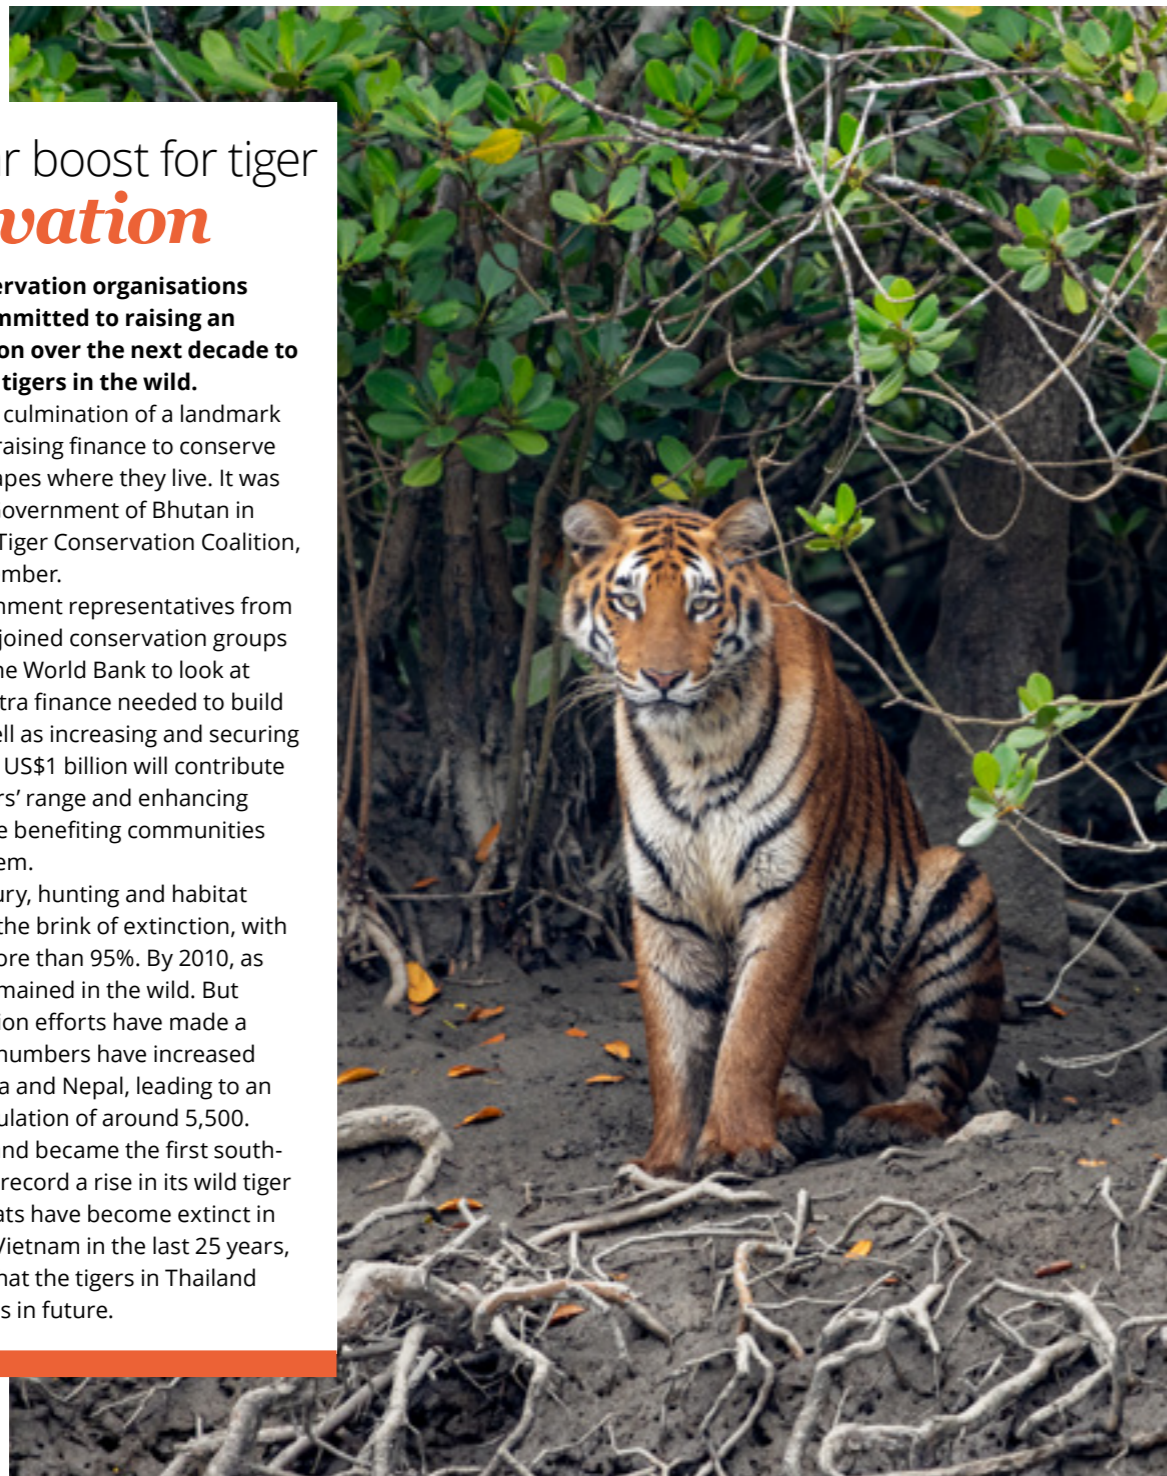 boost for tiger
vation
ervation organisations
mmitted to raising an
on over the next decade to
tigers in the wild.
culmination of a landmark
raising finance to conserve
apes where they live. It was
Government of Bhutan in
Tiger Conservation Coalition,
mber.
nment representatives from
joined conservation groups
he World Bank to look at
tra finance needed to build
ell as increasing and securing
US$1 billion will contribute
rs’ range and enhancing
e benefiting communities
em.
ury, hunting and habitat
the brink of extinction, with
ore than 95%. By 2010, as
mained in the wild. But
ion efforts have made a
numbers have increased
a and Nepal, leading to an
ulation of around 5,500.
nd became the first south-
record a rise in its wild tiger
ats have become extinct in
Vietnam in the last 25 years,
hat the tigers in Thailand
s in future.